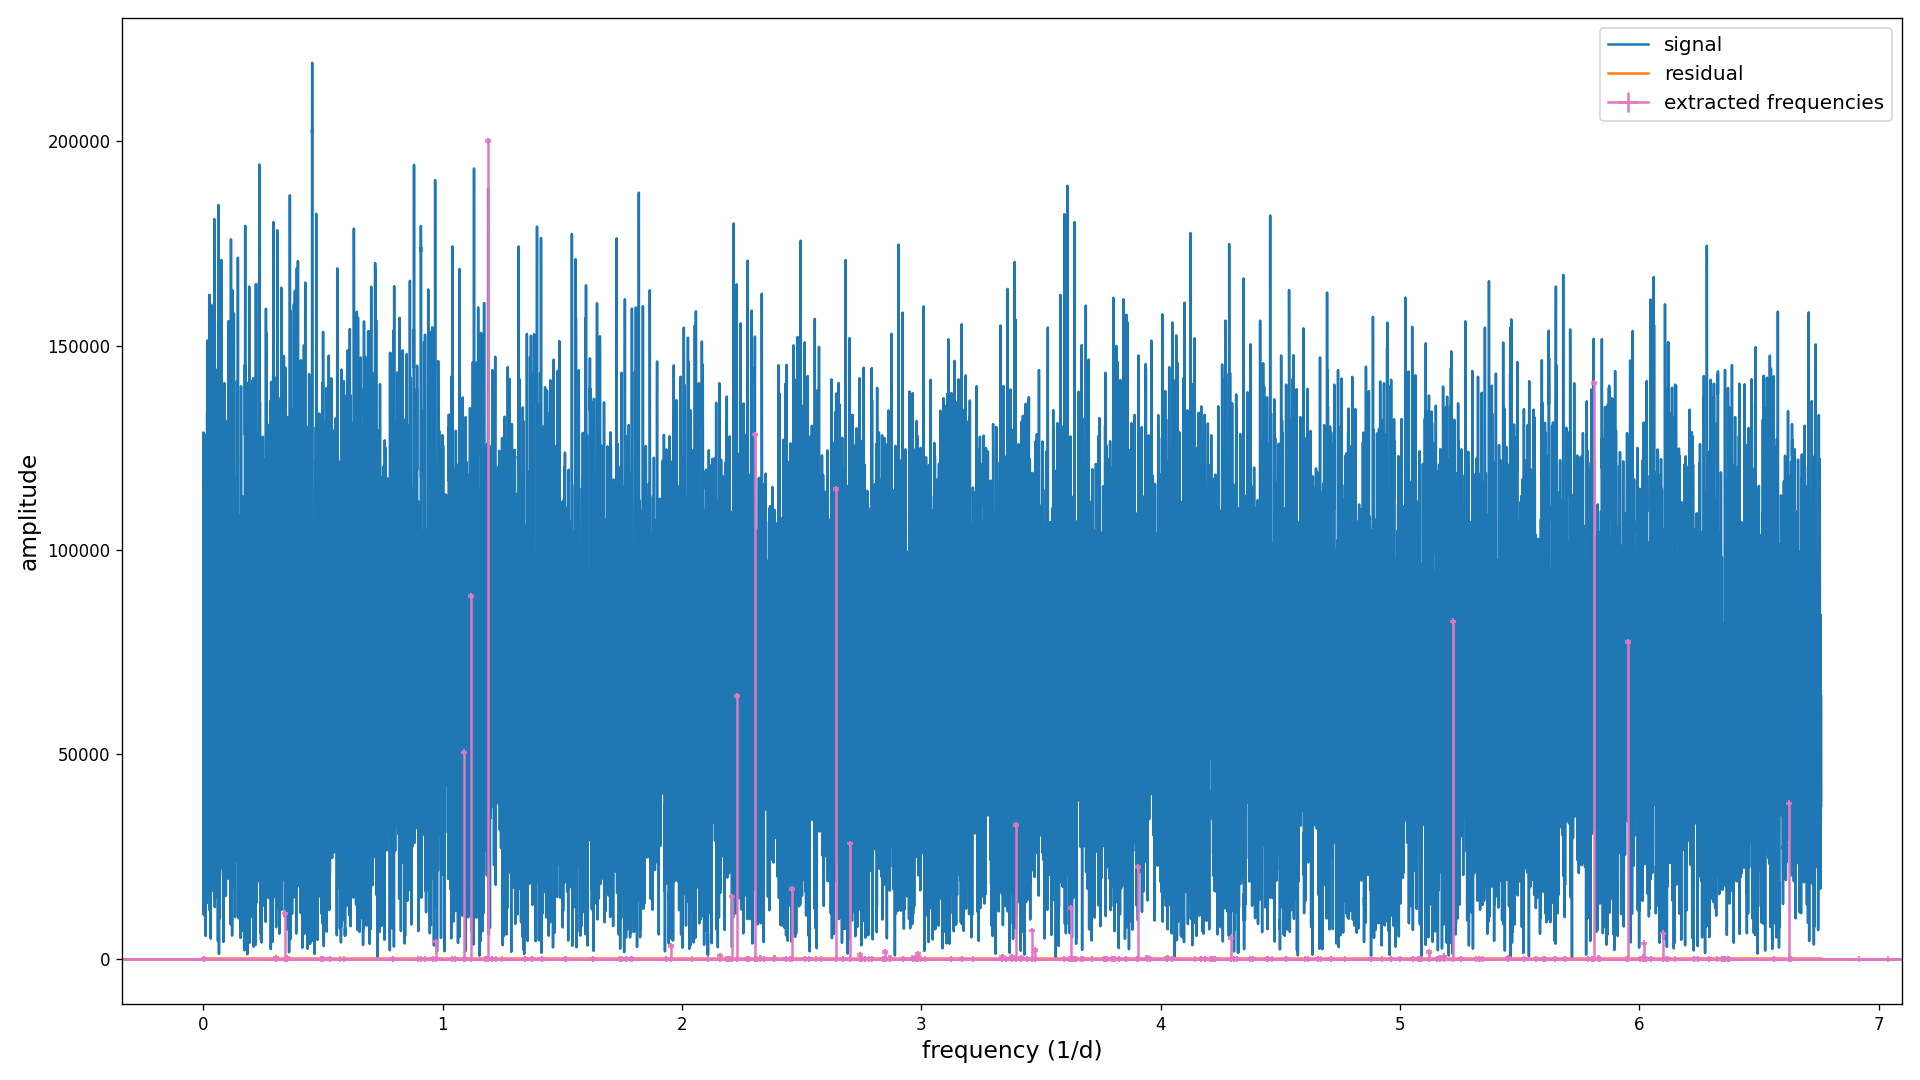 signal
residual
extracted frequencies
amplitude
200000
150000
100000
50000
0
0 1 2 3 4 5 6 7
frequency (1/d)